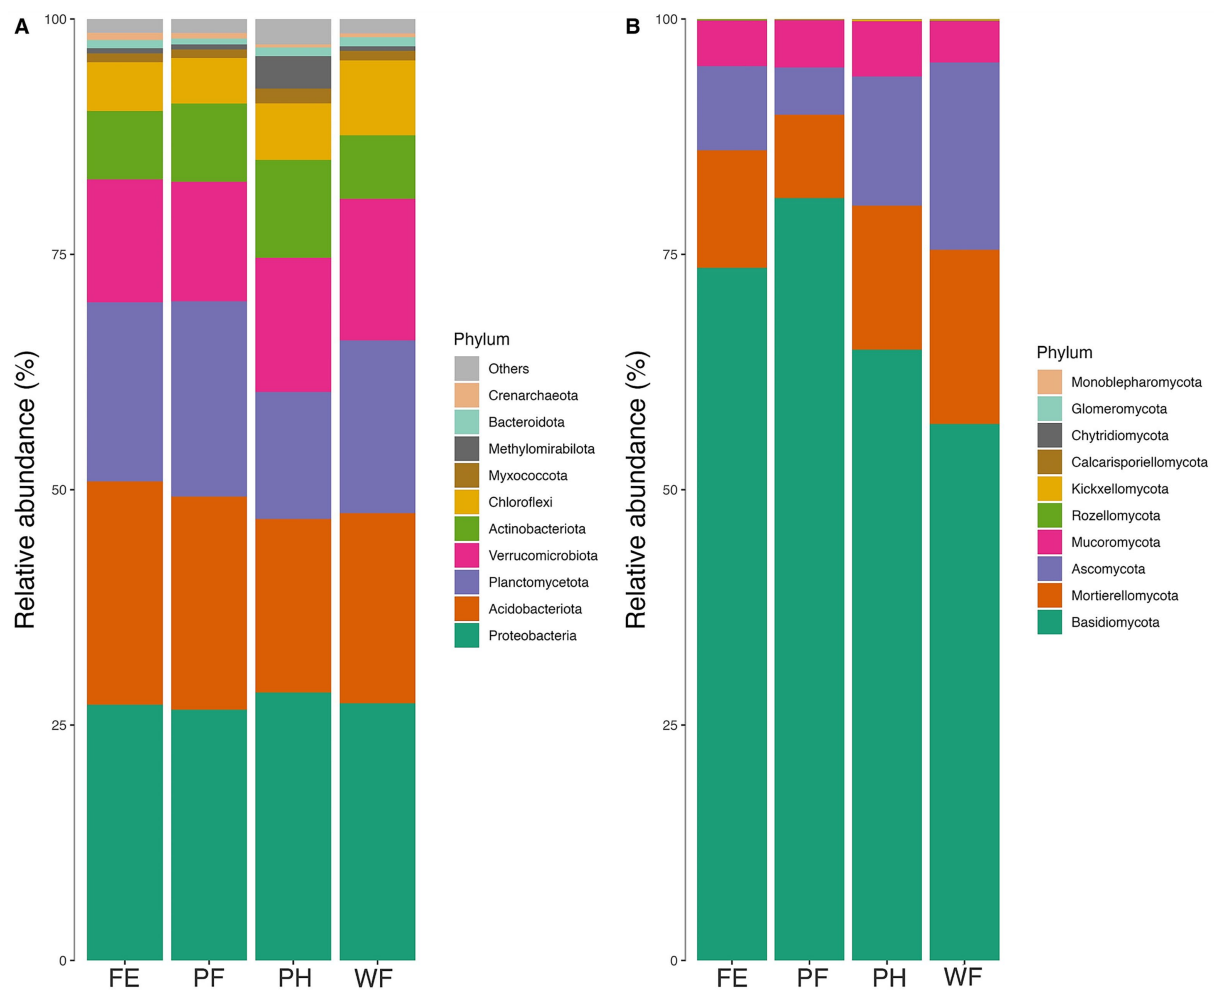 A
Relative abundance (%)
100
75
50
25
0
FE PF PH WF
Phylum
Others
Crenarchaeota
Bacteroidota
Methylomirabilota
Myxococcota
Chloroflexi
Actinobacteriota
Verrucomicrobiota
Planctomycetota
Acidobacteriota
Proteobacteria
B
Relative abundance (%)
100
75
50
25
0
FE PF PH WF
Phylum
Monoblepharomycota
Glomeromycota
Chytridiomycota
Calcarisporiellomycota
Kickxellomycota
Rozellomycota
Mucoromycota
Ascomycota
Mortierellomycota
Basidiomycota